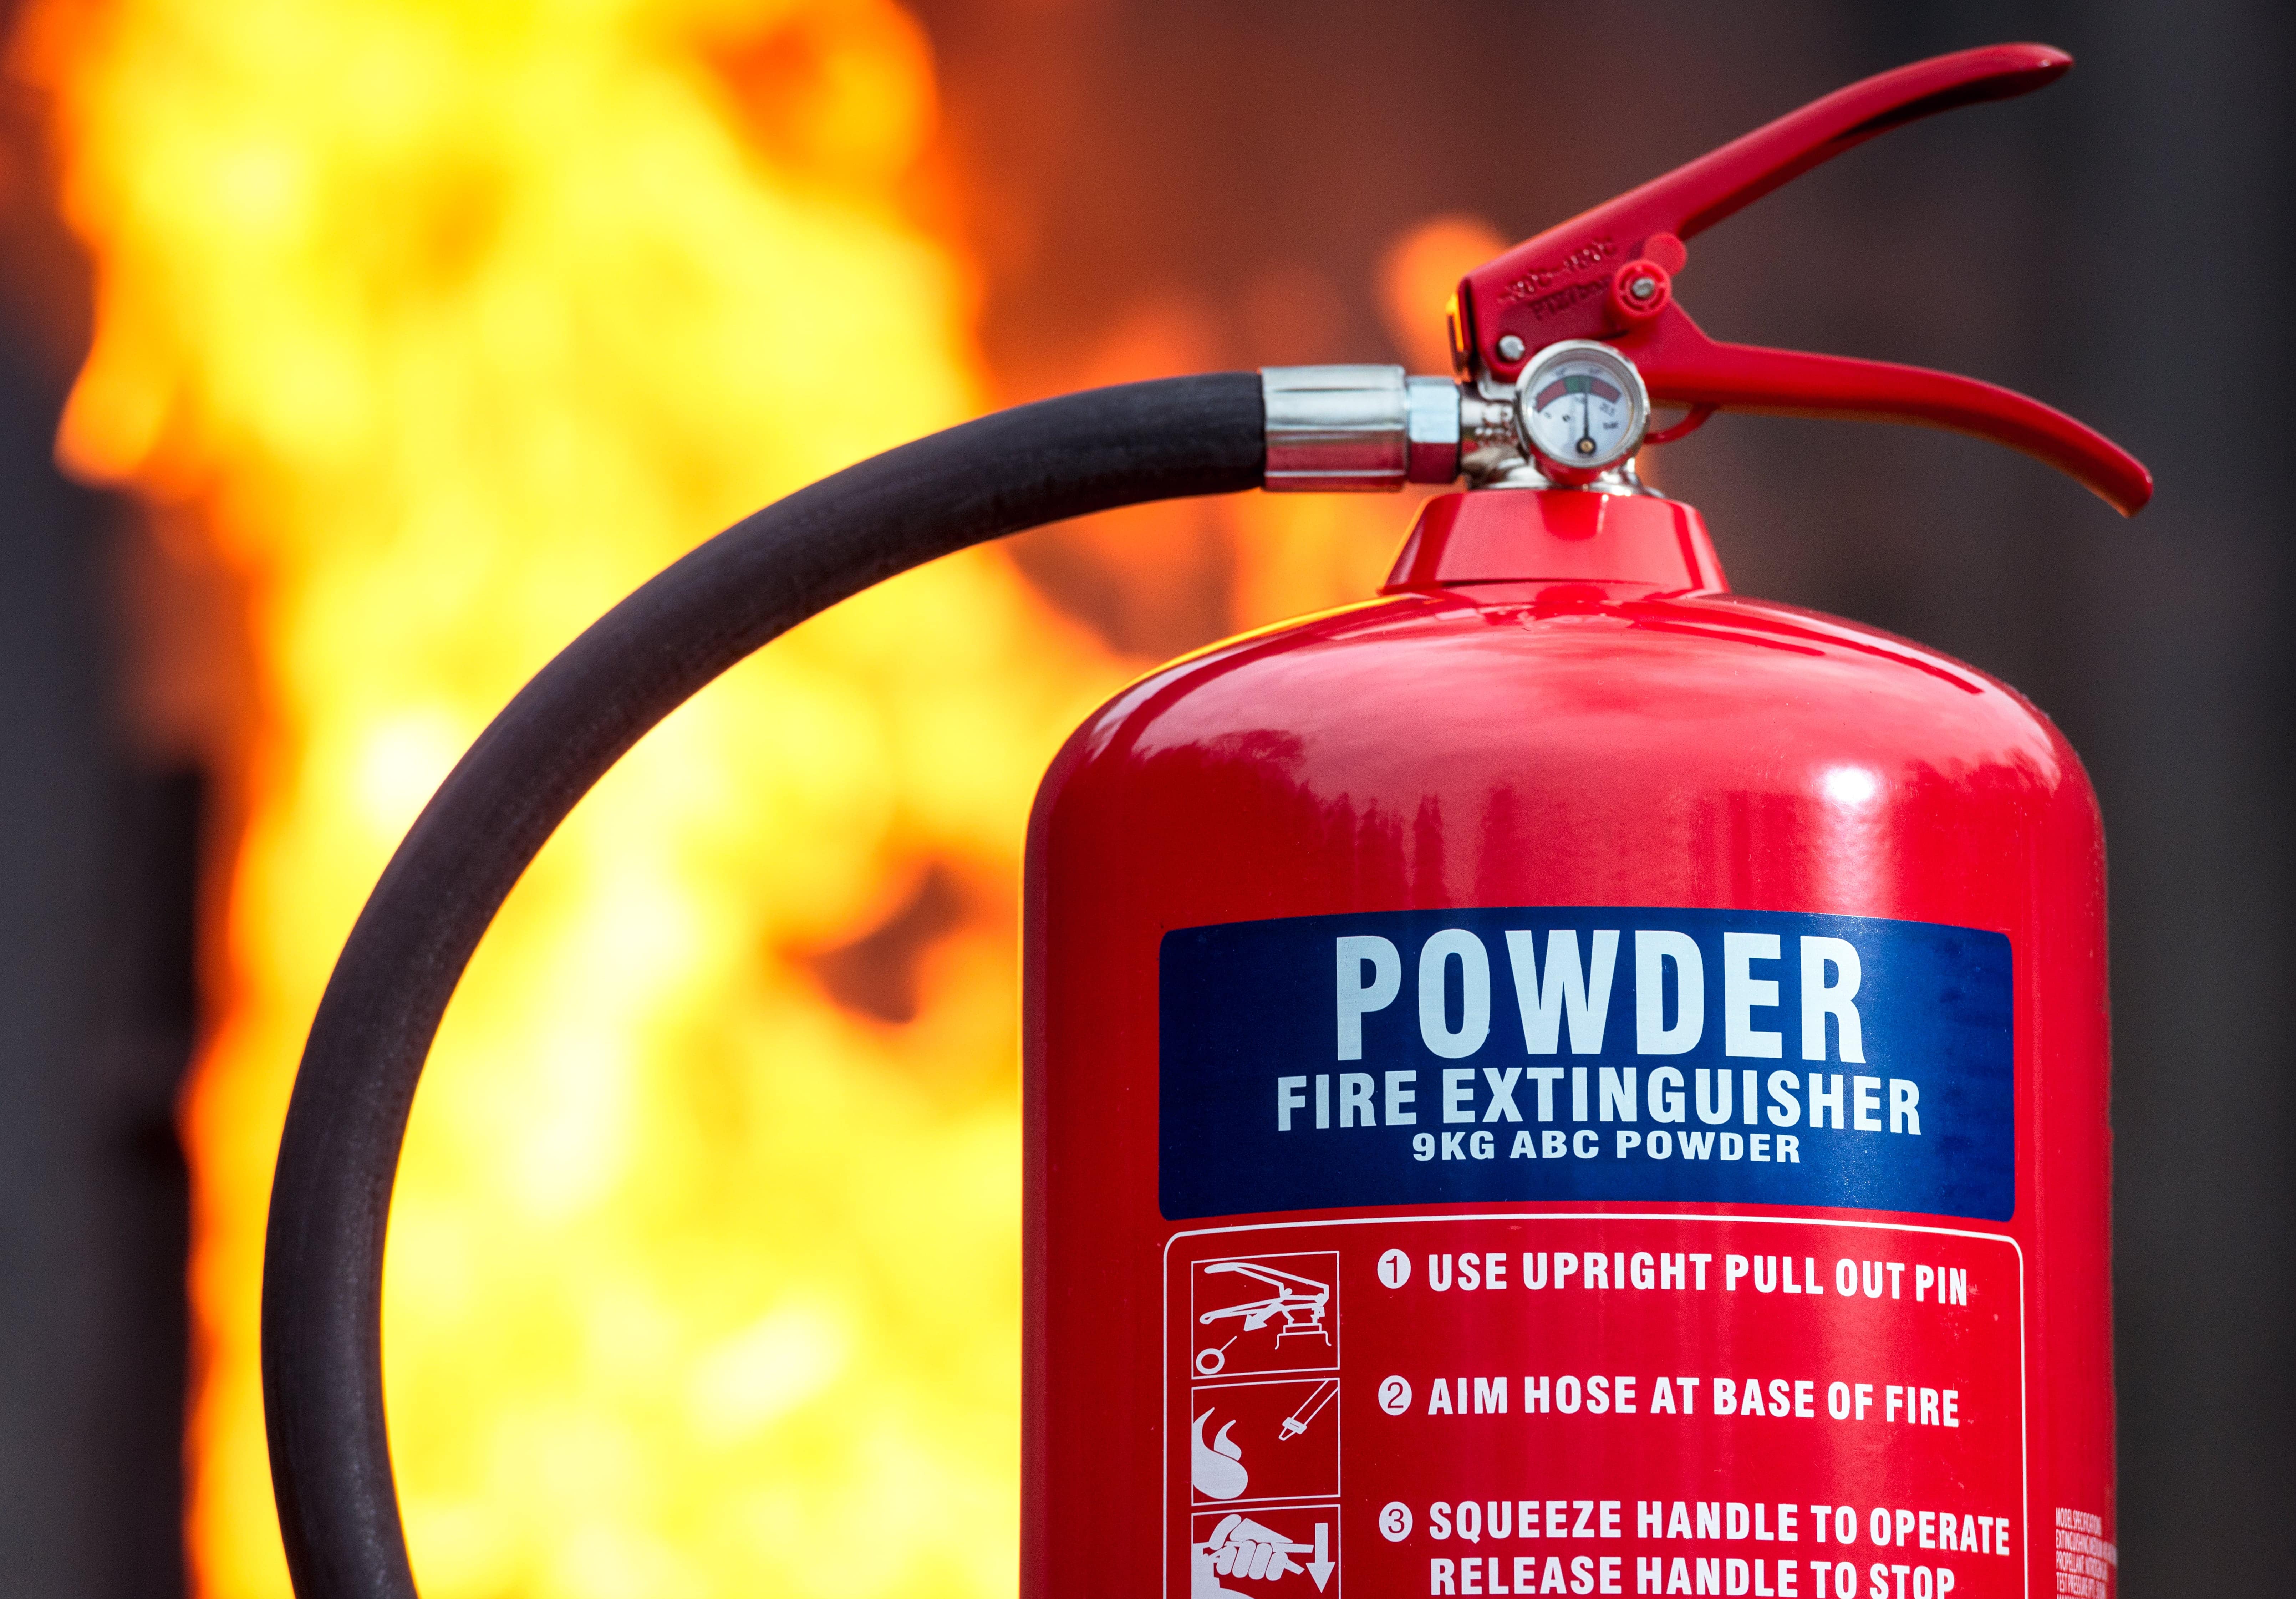 POWDER
FIRE EXTINGUISHER
9KG ABC POWDER
1 USE UPRIGHT PULL OUT PIN
2 AIM HOSE AT BASE OF FIRE
3 SQUEEZE HANDLE TO OPERATE
RELEASE HANDLE TO STOP
bar